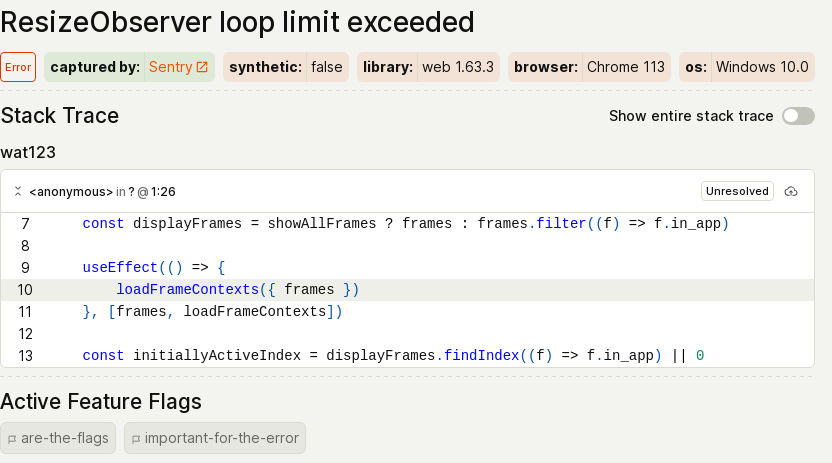 ResizeObserver loop limit exceeded
Error captured by: Sentry synthetic: false library: web 1.63.3 browser: Chrome 113 os: Windows 10.0
Stack Trace Show entire stack trace
wat123
<anonymous> in ? @ 1:26 Unresolved
7 const displayFrames = showAllFrames ? frames : frames.filter((f) => f.in_app)
8
9 useEffect(() => {
10 loadFrameContexts({ frames })
11 }, [frames, loadFrameContexts])
12
13 const initiallyActiveIndex = displayFrames.findIndex((f) => f.in_app) || 0
Active Feature Flags
are-the-flags important-for-the-error